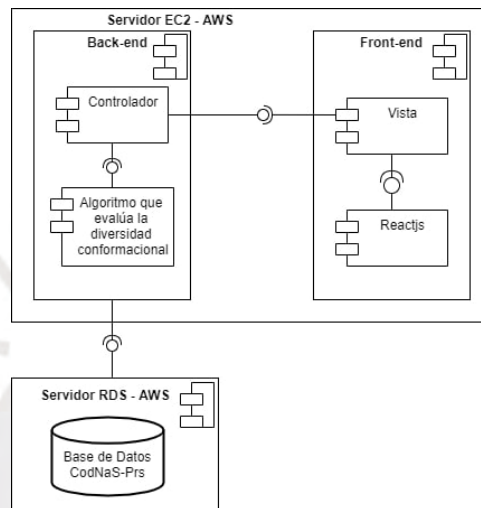 Servidor EC2 - AWS
Back-end
Front-end
Controlador
Vista
Algoritmo que
evalúa la
diversidad
conformacional
Reactjs
Servidor RDS - AWS
Base de Datos
CodNaS-Prs